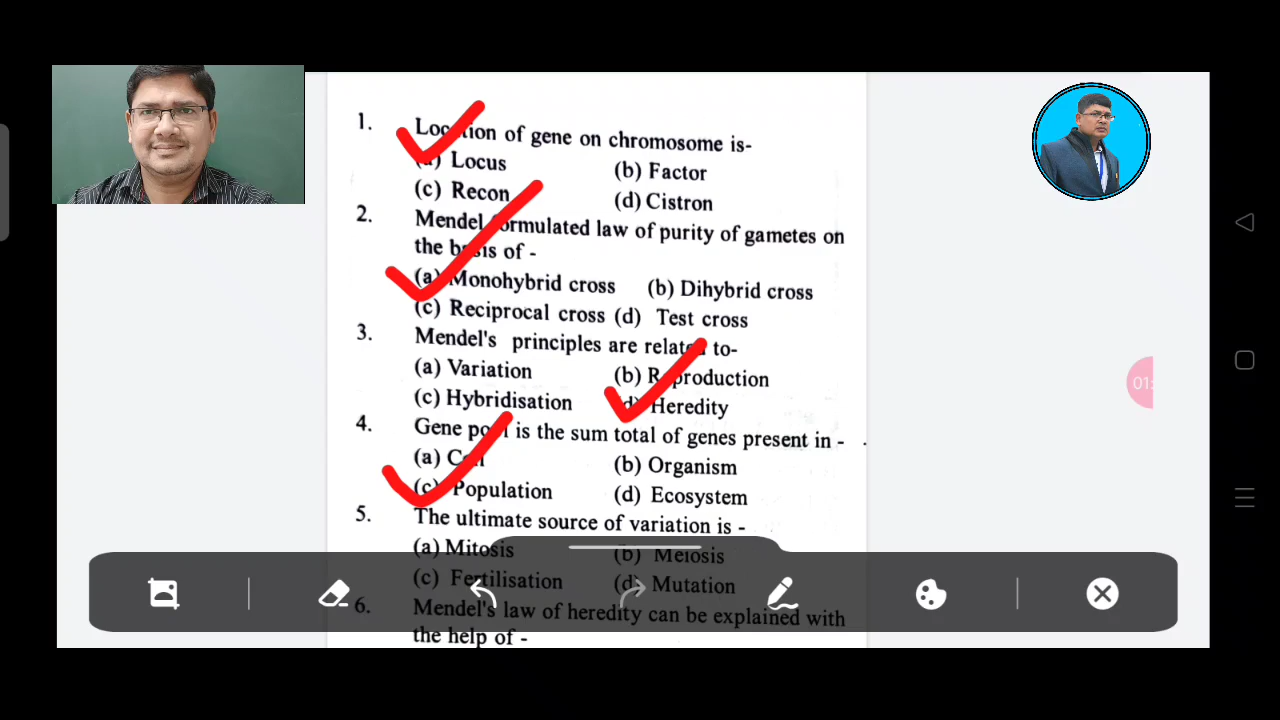 1. Location of gene on chromosome is-
(a) Locus (b) Factor
(c) Recon (d) Cistron
2. Mendel formulated law of purity of gametes on
the basis of -
(a) Monohybrid cross (b) Dihybrid cross
(c) Reciprocal cross (d) Test cross
3. Mendel's principles are related to-
(a) Variation (b) Reproduction
(c) Hybridisation (d) Heredity
4. Gene pool is the sum total of genes present in -
(a) Cell (b) Organism
(c) Population (d) Ecosystem
5. The ultimate source of variation is -
(a) Mitosis (b) Meiosis
(c) Fertilisation (d) Mutation
6. Mendel's law of heredity can be explained with
the help of -